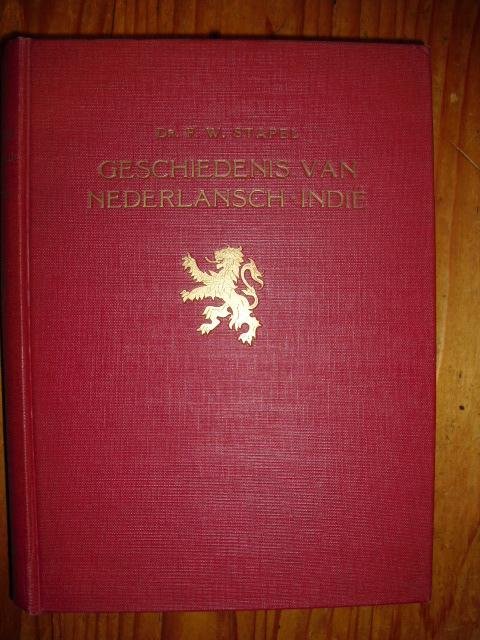 DR. F. W. STAPEL
GESCHIEDENIS VAN
NEDERLANSCH-INDIË